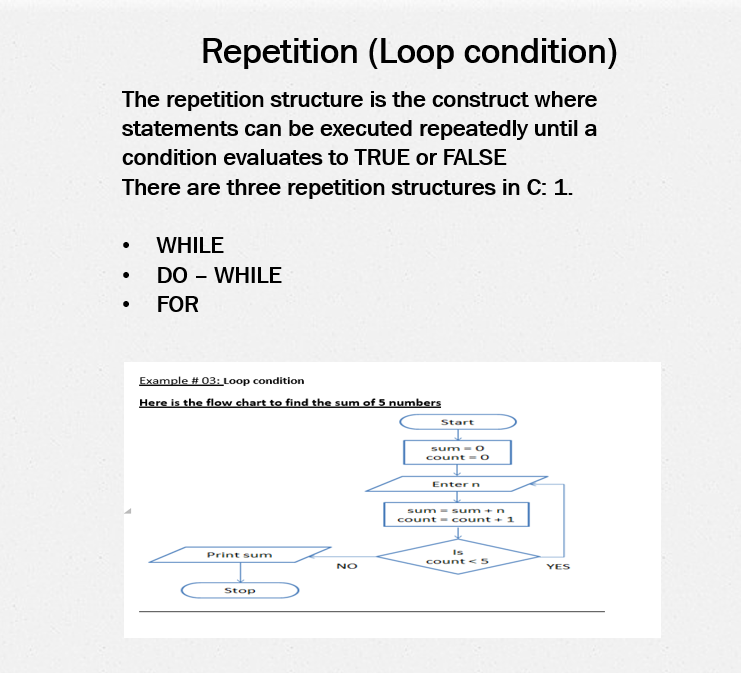 Repetition (Loop condition)
The repetition structure is the construct where
statements can be executed repeatedly until a
condition evaluates to TRUE or FALSE
There are three repetition structures in C: 1.
• WHILE
• DO – WHILE
• FOR
Example # 03: Loop condition
Here is the flow chart to find the sum of 5 numbers
Start
sum = 0
count = 0
Enter n
sum = sum + n
count = count + 1
Is
count < 5
YES
NO
Print sum
Stop